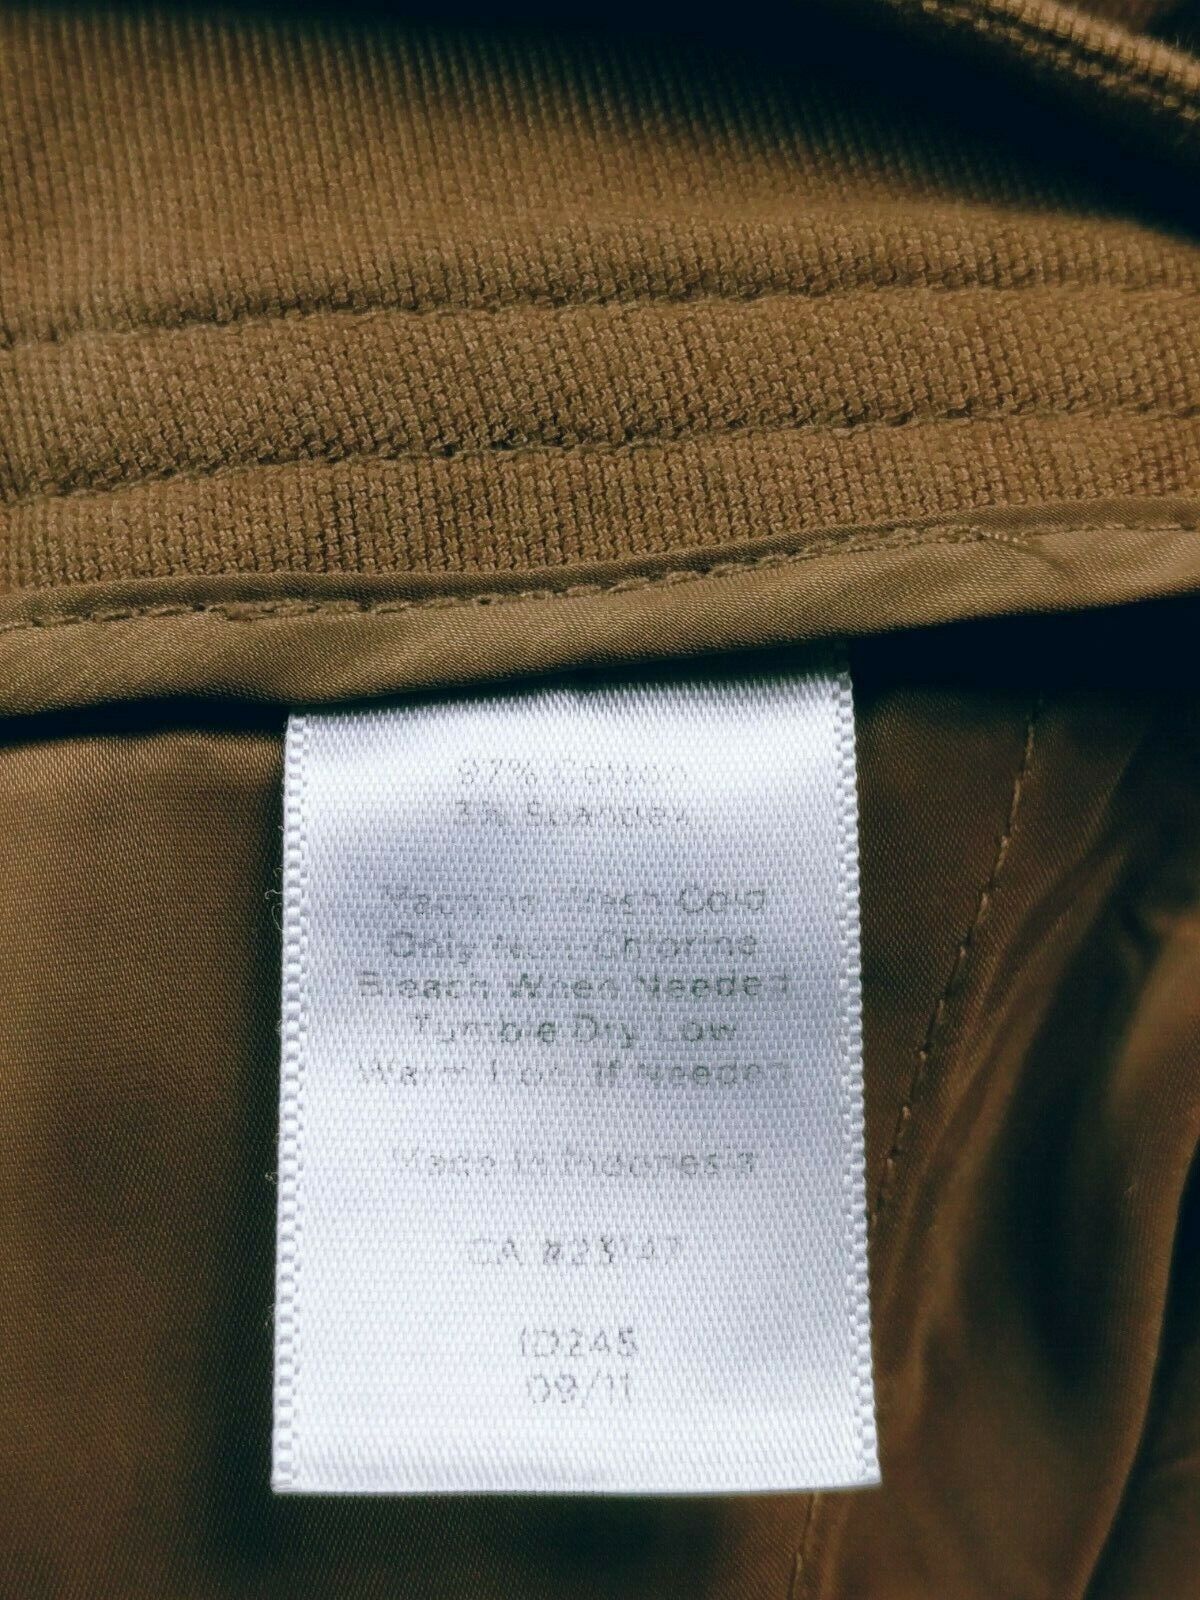 97% Cotton
3% Spandex
Machine Wash Cold
Only Non-Chlorine
Bleach When Needed
Tumble Dry Low
Warm Iron If Needed
Made In Indonesia
CA #23147
ID245
09/11